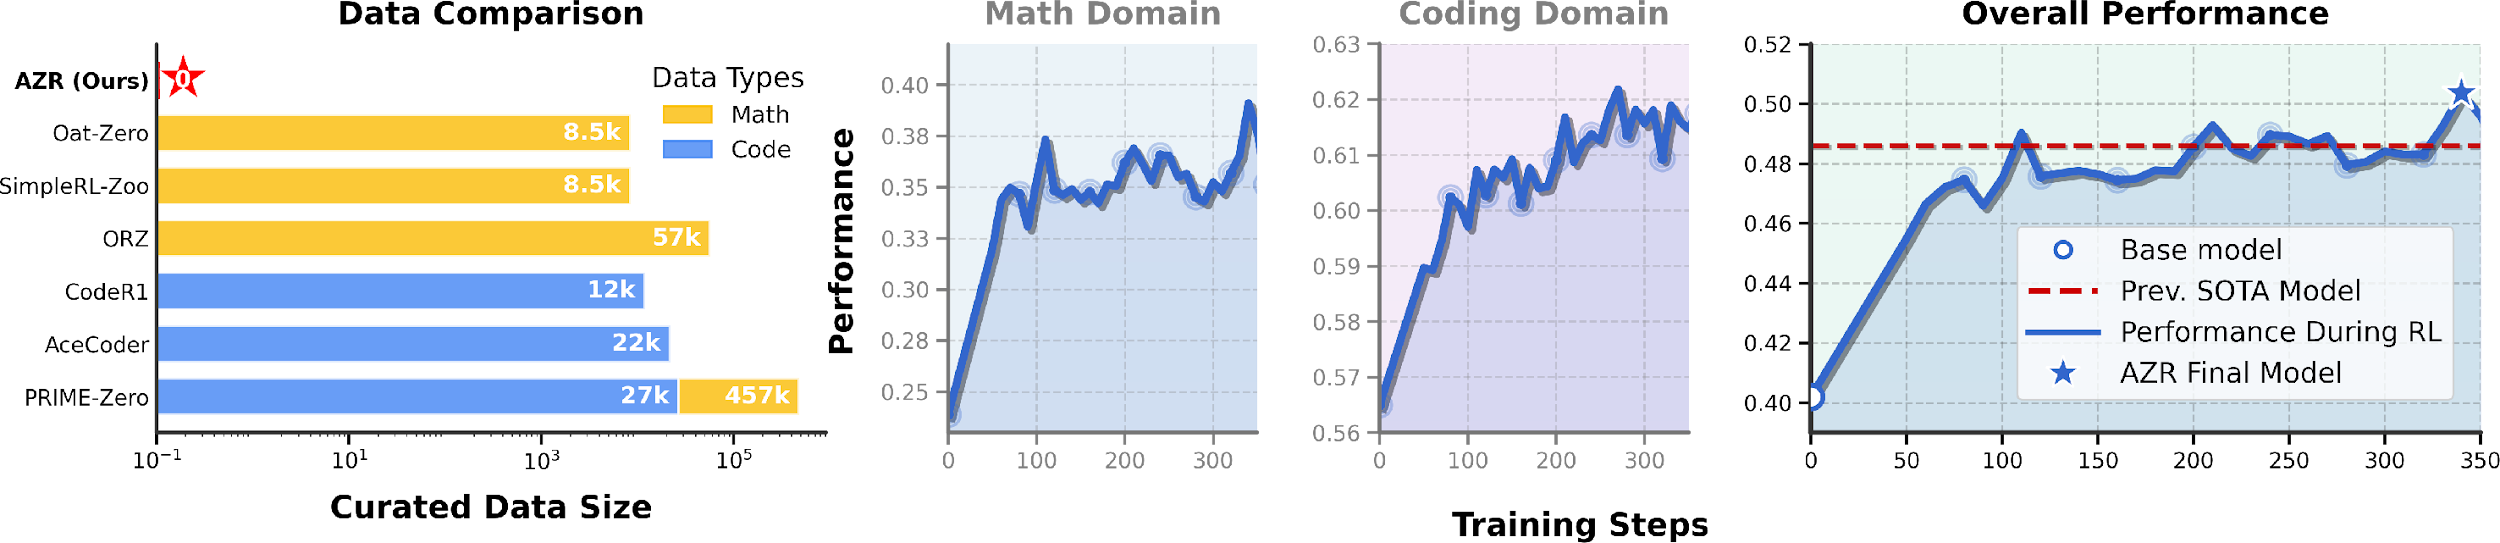 Data Comparison
AZR (Ours)
0
Oat-Zero
8.5k
SimpleRL-Zoo
8.5k
ORZ
57k
CodeR1
12k
AceCoder
22k
PRIME-Zero
27k
457k
Data Types
Math
Code
10⁻¹ 10¹ 10³ 10⁵
Curated Data Size
Performance
Math Domain
0.40
0.38
0.35
0.33
0.30
0.28
0.25
0 100 200 300
Coding Domain
0.63
0.62
0.61
0.60
0.59
0.58
0.57
0.56
0 100 200 300
Training Steps
Overall Performance
0.52
0.50
0.48
0.46
0.44
0.42
0.40
Base model
Prev. SOTA Model
Performance During RL
AZR Final Model
0 50 100 150 200 250 300 350